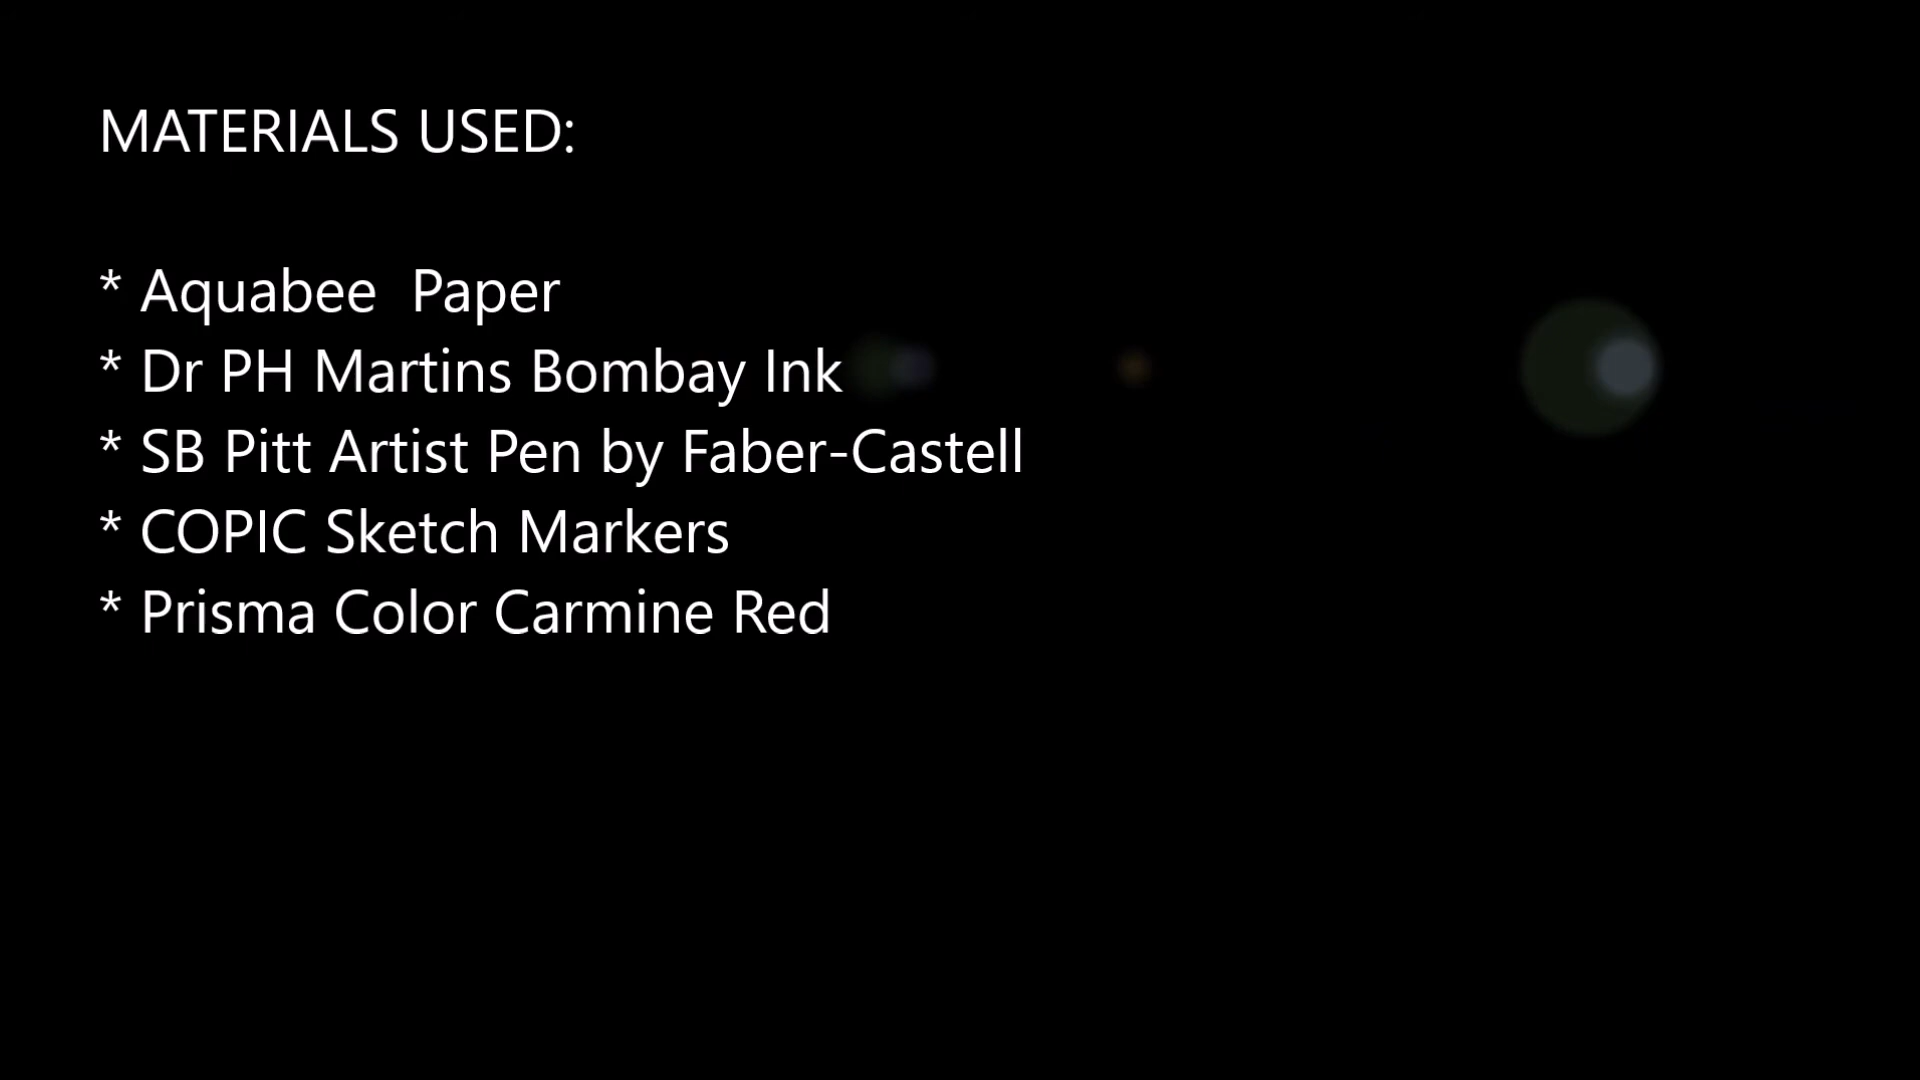 MATERIALS USED:
* Aquabee  Paper
* Dr PH Martins Bombay Ink
* SB Pitt Artist Pen by Faber-Castell
* COPIC Sketch Markers
* Prisma Color Carmine Red